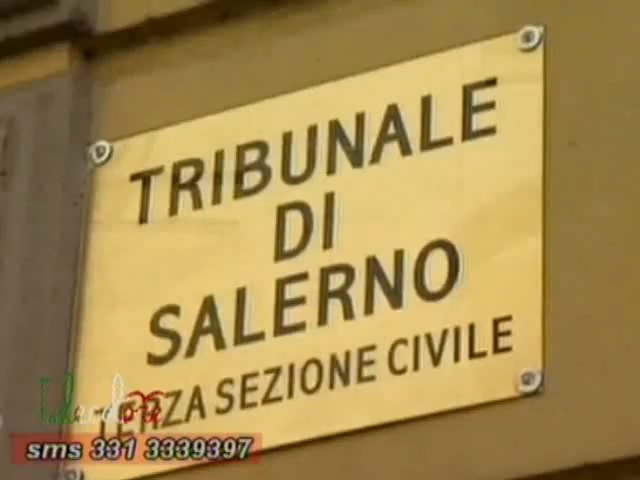 TRIBUNALE
DI
SALERNO
TERZA SEZIONE CIVILE
sms 331 3339397